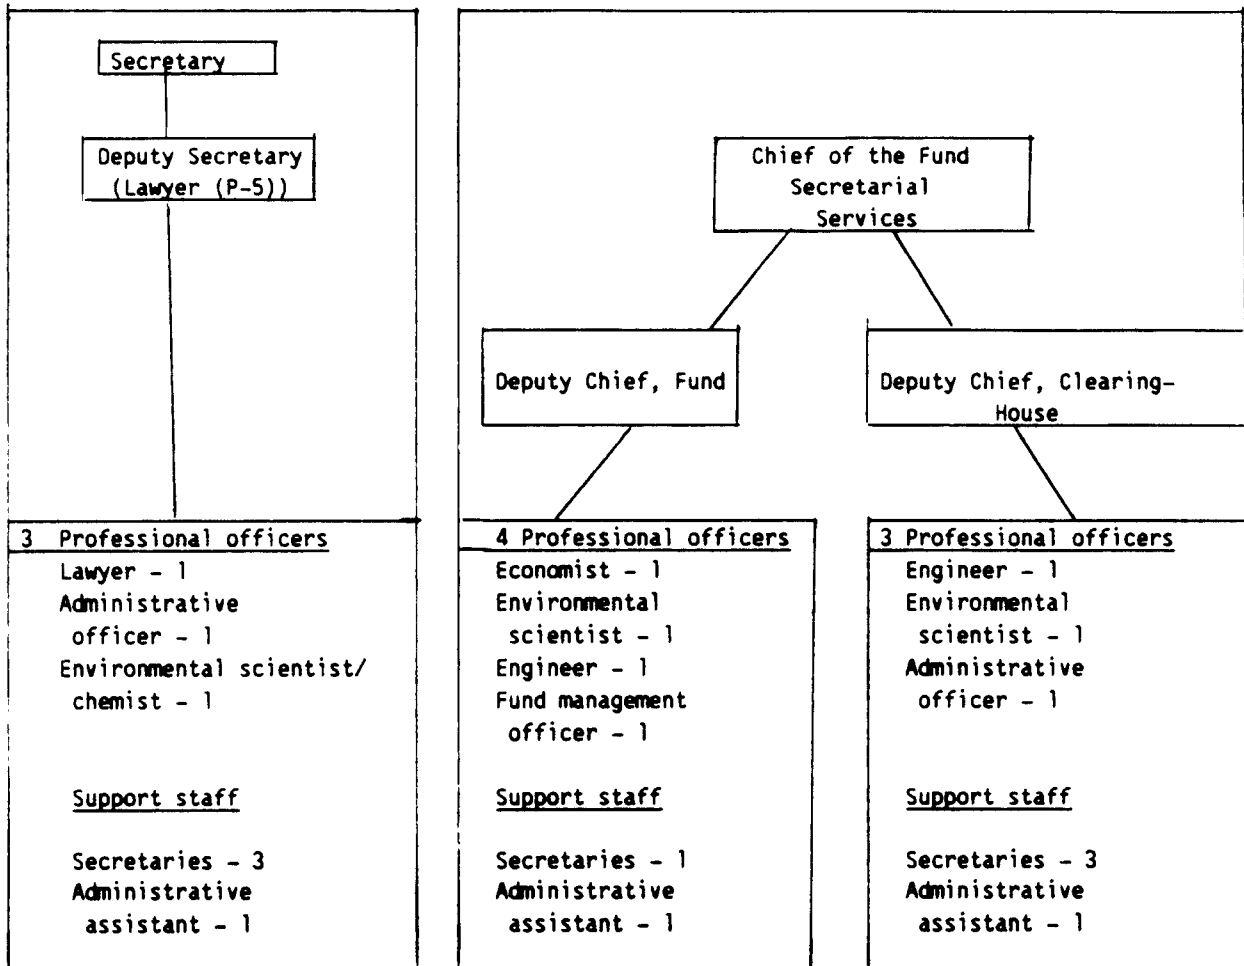 Secretary
Deputy Secretary
(Lawyer (P-5))
3 Professional officers
Lawyer - 1
Administrative
officer - 1
Environmental scientist/
chemist - 1
Support staff
Secretaries - 3
Administrative
assistant - 1
Chief of the Fund
Secretarial
Services
Deputy Chief, Fund
4 Professional officers
Economist - 1
Environmental
scientist - 1
Engineer - 1
Fund management
officer - 1
Support staff
Secretaries - 1
Administrative
assistant - 1
Deputy Chief, Clearing-
House
3 Professional officers
Engineer - 1
Environmental
scientist - 1
Administrative
officer - 1
Support staff
Secretaries - 3
Administrative
assistant - 1